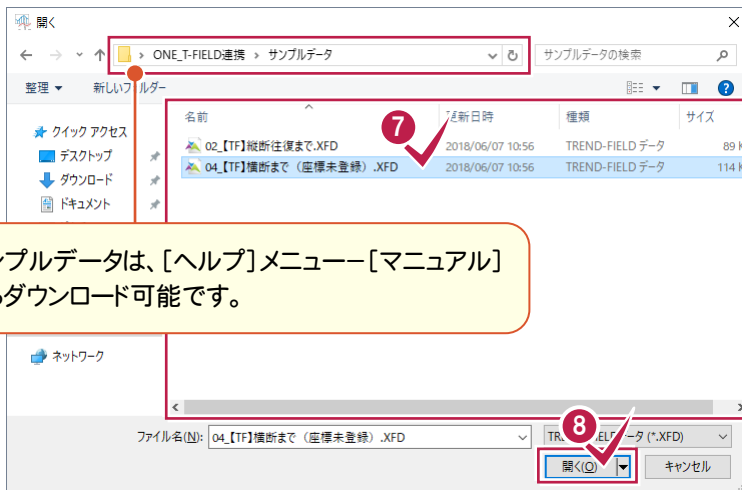 開く
ONE_T-FIELD連携 › サンプルデータ
サンプルデータの検索
整理 新しいフォルダー
名前 更新日時 種類 サイズ
クイック アクセス
02_【TF】縦断往復まで.XFD 2018/06/07 10:56 TREND-FIELD データ 89
デスクトップ
04_【TF】横断まで（座標未登録）.XFD 2018/06/07 10:56 TREND-FIELD データ 114
ダウンロード
ドキュメント
7
ンプルデータは、［ヘルプ］メニュー－［マニュアル］
らダウンロード可能です。
ネットワーク
ファイル名(N): 04_【TF】横断まで（座標未登録）.XFD
(*.XFD)
8
開く(O) キャンセル